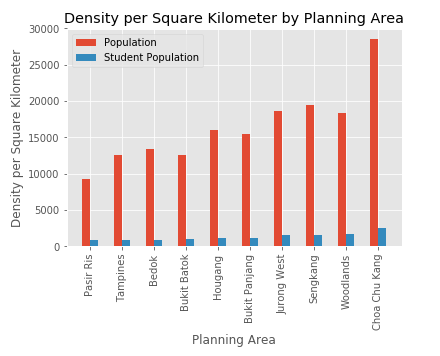 Density per Square Kilometer by Planning Area
Density per Square Kilometer
30000
25000
20000
15000
10000
5000
0
Population
Student Population
Pasir Ris
Tampines
Bedok
Bukit Batok
Hougang
Bukit Panjang
Jurong West
Sengkang
Woodlands
Choa Chu Kang
Planning Area